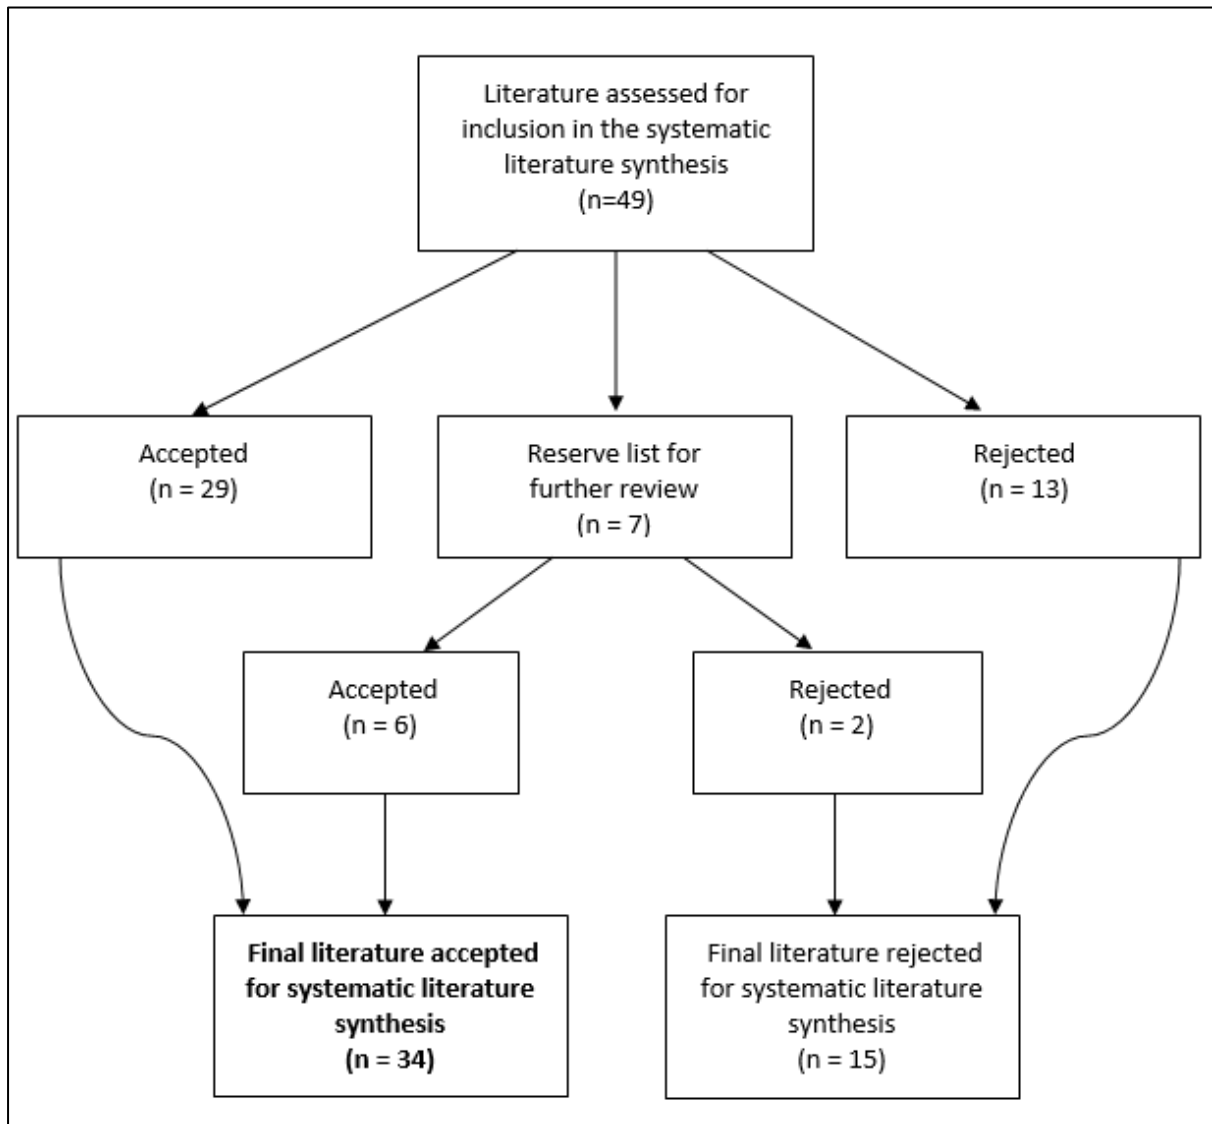 Literature assessed for
inclusion in the systematic
literature synthesis
(n=49)
Accepted
(n = 29)
Reserve list for
further review
(n = 7)
Rejected
(n = 13)
Accepted
(n = 6)
Rejected
(n = 2)
Final literature accepted
for systematic literature
synthesis
(n = 34)
Final literature rejected
for systematic literature
synthesis
(n = 15)